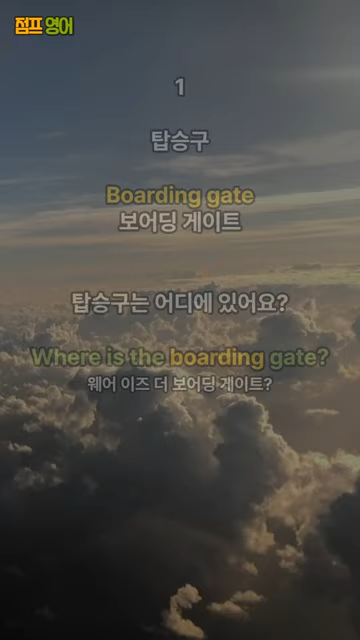 점프 영어
1
탑승구
Boarding gate
보어딩 게이트
탑승구는 어디에 있어요?
Where is the boarding gate?
웨어 이즈 더 보어딩 게이트?